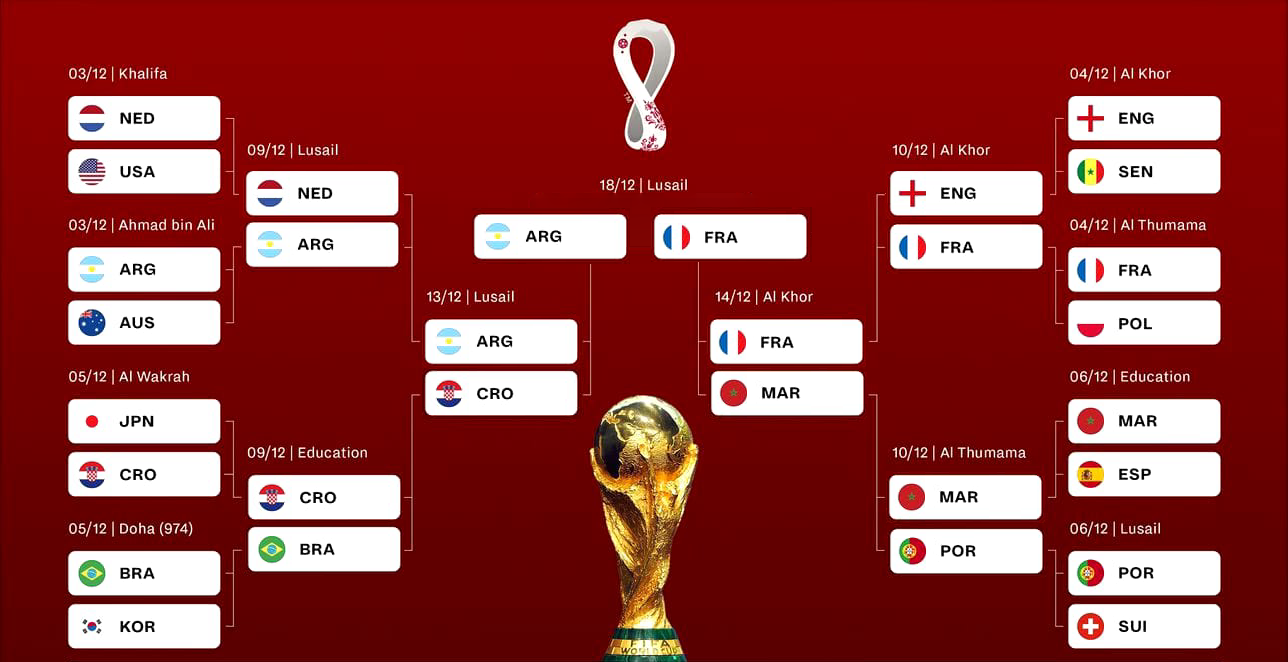 03/12 | Khalifa
NED
USA
03/12 | Ahmad bin Ali
ARG
AUS
05/12 | Al Wakrah
JPN
CRO
05/12 | Doha (974)
BRA
KOR
09/12 | Lusail
NED
ARG
09/12 | Education
CRO
BRA
13/12 | Lusail
ARG
CRO
TM
18/12 | Lusail
ARG
FRA
14/12 | Al Khor
FRA
MAR
10/12 | Al Khor
ENG
FRA
10/12 | Al Thumama
MAR
POR
04/12 | Al Khor
ENG
SEN
04/12 | Al Thumama
FRA
POL
06/12 | Education
MAR
ESP
06/12 | Lusail
POR
SUI
FIFA
WORLD CUP